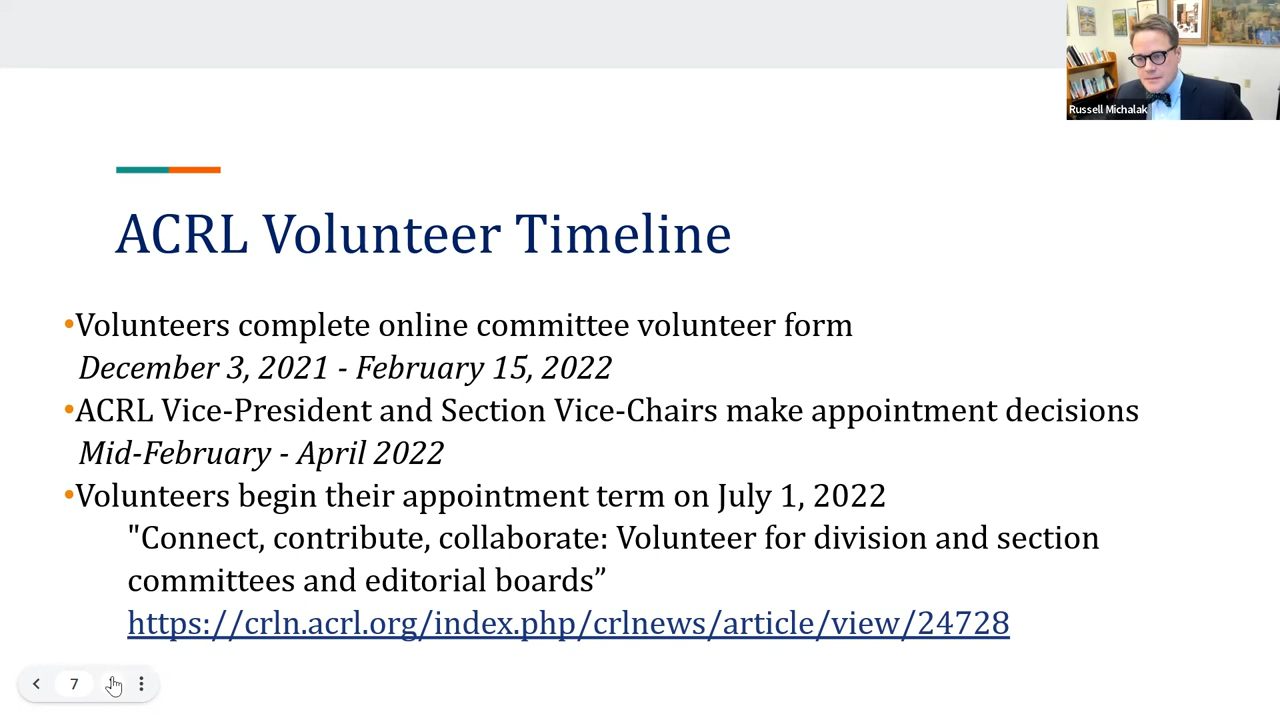 Russell Michalak
ACRL Volunteer Timeline
•Volunteers complete online committee volunteer form
December 3, 2021 - February 15, 2022
•ACRL Vice-President and Section Vice-Chairs make appointment decisions
Mid-February - April 2022
•Volunteers begin their appointment term on July 1, 2022
"Connect, contribute, collaborate: Volunteer for division and section
committees and editorial boards”
https://crln.acrl.org/index.php/crlnews/article/view/24728
7